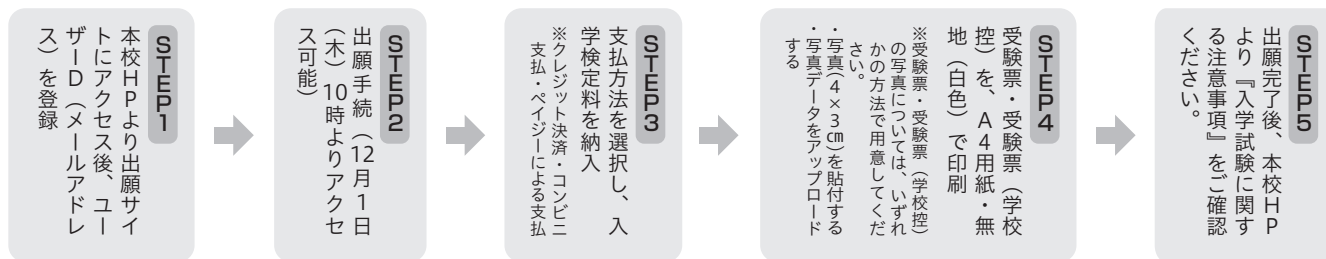 STEP1
本校HPより出願サイ
トにアクセス後、ユー
ザーD（メールアドレ
ス）を登録
STEP2
出願手続（12月1日
（木）10時よりアクセ
ス可能）
STEP3
支払方法を選択し、入
学検定料を納入
※クレジット決済・コンビニ
支払・ペイジーによる支払
STEP4
受験票・受験票（学校
控）を、A4用紙・無
地（白色）で印刷
※受験票・受験票（学校控）
の写真については、いずれ
かの方法で用意してくだ
さい。
・写真（4×3㎝）を貼付する
・写真データをアップロード
する
STEP5
出願完了後、本校HP
より『入学試験に関す
る注意事項』をご確認
ください。